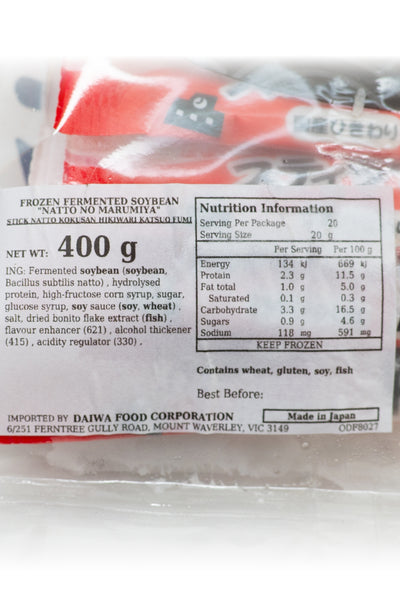 国産ひきわり
FROZEN FERMENTED SOYBEAN
"NATTO NO MARUMIYA"
STICK NATTO KOKUSAN HIKIWARI KATSUO FUMI
NET WT: 400 g
ING: Fermented soybean (soybean,
Bacillus subtilis natto) , hydrolysed
protein, high-fructose corn syrup, sugar,
glucose syrup, soy sauce (soy, wheat) ,
salt, dried bonito flake extract (fish) ,
flavour enhancer (621) , alcohol thickener
(415) , acidity regulator (330) .
Nutrition Information
Serving Per Package 20
Serving Size 20 g
Per Serving Per 100 g
Energy 134 kJ 669 kJ
Protein 2.3 g 11.5 g
Fat total 1.0 g 5.0 g
Saturated 0.1 g 0.3 g
Carbohydrate 3.3 g 16.5 g
Sugars 0.9 g 4.6 g
Sodium 118 mg 591 mg
KEEP FROZEN
Contains wheat, gluten, soy, fish
Best Before:
IMPORTED BY DAIWA FOOD CORPORATION
6/251 FERNTREE GULLY ROAD, MOUNT WAVERLEY, VIC 3149
Made in Japan
ODF8027